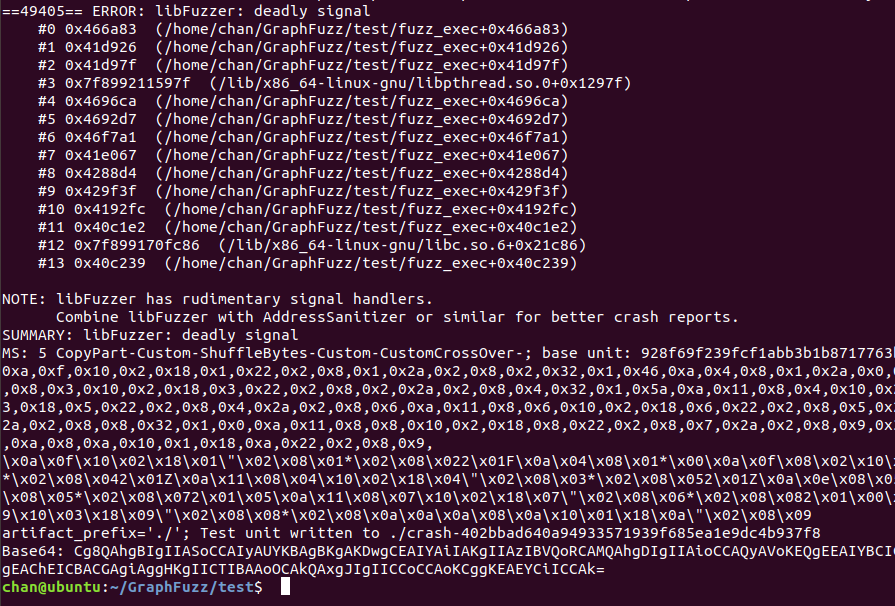 ==49405== ERROR: libFuzzer: deadly signal
#0 0x466a83 (/home/chan/GraphFuzz/test/fuzz_exec+0x466a83)
#1 0x41d926 (/home/chan/GraphFuzz/test/fuzz_exec+0x41d926)
#2 0x41d97f (/home/chan/GraphFuzz/test/fuzz_exec+0x41d97f)
#3 0x7f899211597f (/lib/x86_64-linux-gnu/libpthread.so.0+0x1297f)
#4 0x4696ca (/home/chan/GraphFuzz/test/fuzz_exec+0x4696ca)
#5 0x4692d7 (/home/chan/GraphFuzz/test/fuzz_exec+0x4692d7)
#6 0x46f7a1 (/home/chan/GraphFuzz/test/fuzz_exec+0x46f7a1)
#7 0x41e067 (/home/chan/GraphFuzz/test/fuzz_exec+0x41e067)
#8 0x4288d4 (/home/chan/GraphFuzz/test/fuzz_exec+0x4288d4)
#9 0x429f3f (/home/chan/GraphFuzz/test/fuzz_exec+0x429f3f)
#10 0x4192fc (/home/chan/GraphFuzz/test/fuzz_exec+0x4192fc)
#11 0x40c1e2 (/home/chan/GraphFuzz/test/fuzz_exec+0x40c1e2)
#12 0x7f899170fc86 (/lib/x86_64-linux-gnu/libc.so.6+0x21c86)
#13 0x40c239 (/home/chan/GraphFuzz/test/fuzz_exec+0x40c239)
NOTE: libFuzzer has rudimentary signal handlers.
Combine libFuzzer with AddressSanitizer or similar for better crash reports.
SUMMARY: libFuzzer: deadly signal
MS: 5 CopyPart-Custom-ShuffleBytes-Custom-CustomCrossOver-; base unit: 928f69f239fcf1abb3b1b8717763
0xa,0xf,0x10,0x2,0x18,0x1,0x22,0x2,0x8,0x1,0x2a,0x2,0x8,0x2,0x32,0x1,0x46,0xa,0x4,0x8,0x1,0x2a,0x0,
,0x8,0x3,0x10,0x2,0x18,0x3,0x22,0x2,0x8,0x2,0x2a,0x2,0x8,0x4,0x32,0x1,0x5a,0xa,0x11,0x8,0x4,0x10,0x
3,0x18,0x5,0x22,0x2,0x8,0x4,0x2a,0x2,0x8,0x6,0xa,0x11,0x8,0x6,0x10,0x2,0x18,0x6,0x22,0x2,0x8,0x5,0x
2a,0x2,0x8,0x8,0x32,0x1,0x0,0xa,0x11,0x8,0x8,0x10,0x2,0x18,0x8,0x22,0x2,0x8,0x7,0x2a,0x2,0x8,0x9,0x
,0xa,0x8,0xa,0x10,0x1,0x18,0xa,0x22,0x2,0x8,0x9,
\x0a\x0f\x10\x02\x18\x01\"\x02\x08\x01*\x02\x08\x022\x01F\x0a\x04\x08\x01*\x00\x0a\x0f\x08\x02\x10\
*\x02\x08\x042\x01Z\x0a\x11\x08\x04\x10\x02\x18\x04\"\x02\x08\x03*\x02\x08\x052\x01Z\x0a\x0e\x08\x0
\x08\x05*\x02\x08\x072\x01\x05\x0a\x11\x08\x07\x10\x02\x18\x07\"\x02\x08\x06*\x02\x08\x082\x01\x00\
9\x10\x03\x18\x09\"\x02\x08\x08*\x02\x08\x0a\x0a\x0a\x08\x0a\x10\x01\x18\x0a\"\x02\x08\x09
artifact_prefix='./'; Test unit written to ./crash-402bbad640a94933571939f685ea1e9dc4b937f8
Base64: Cg8QAhgBIgIIASoCCAIyAUYKBAgBKgAKDwgCEAIYAiIAKgIIAzIBVQoRCAMQAhgDIgIIAioCCAQyAVoKEQgEEAIYBCI
gEAChEICBACGAgiAggHKgIICTIBAAoOCAkQAxgJIgIICCoCCAoKCggKEAEYCiICCAk=
chan@ubuntu:~/GraphFuzz/test$